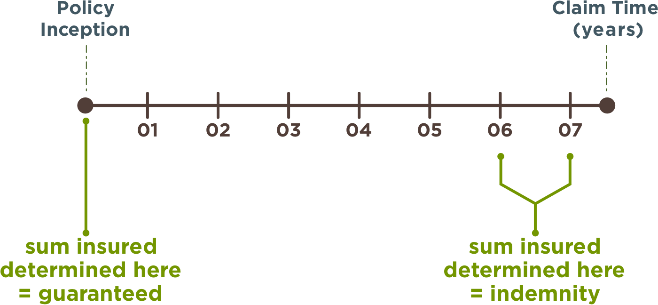 Policy
Inception
Claim Time
(years)
01 02 03 04 05 06 07
sum insured
determined here
= guaranteed
sum insured
determined here
= indemnity